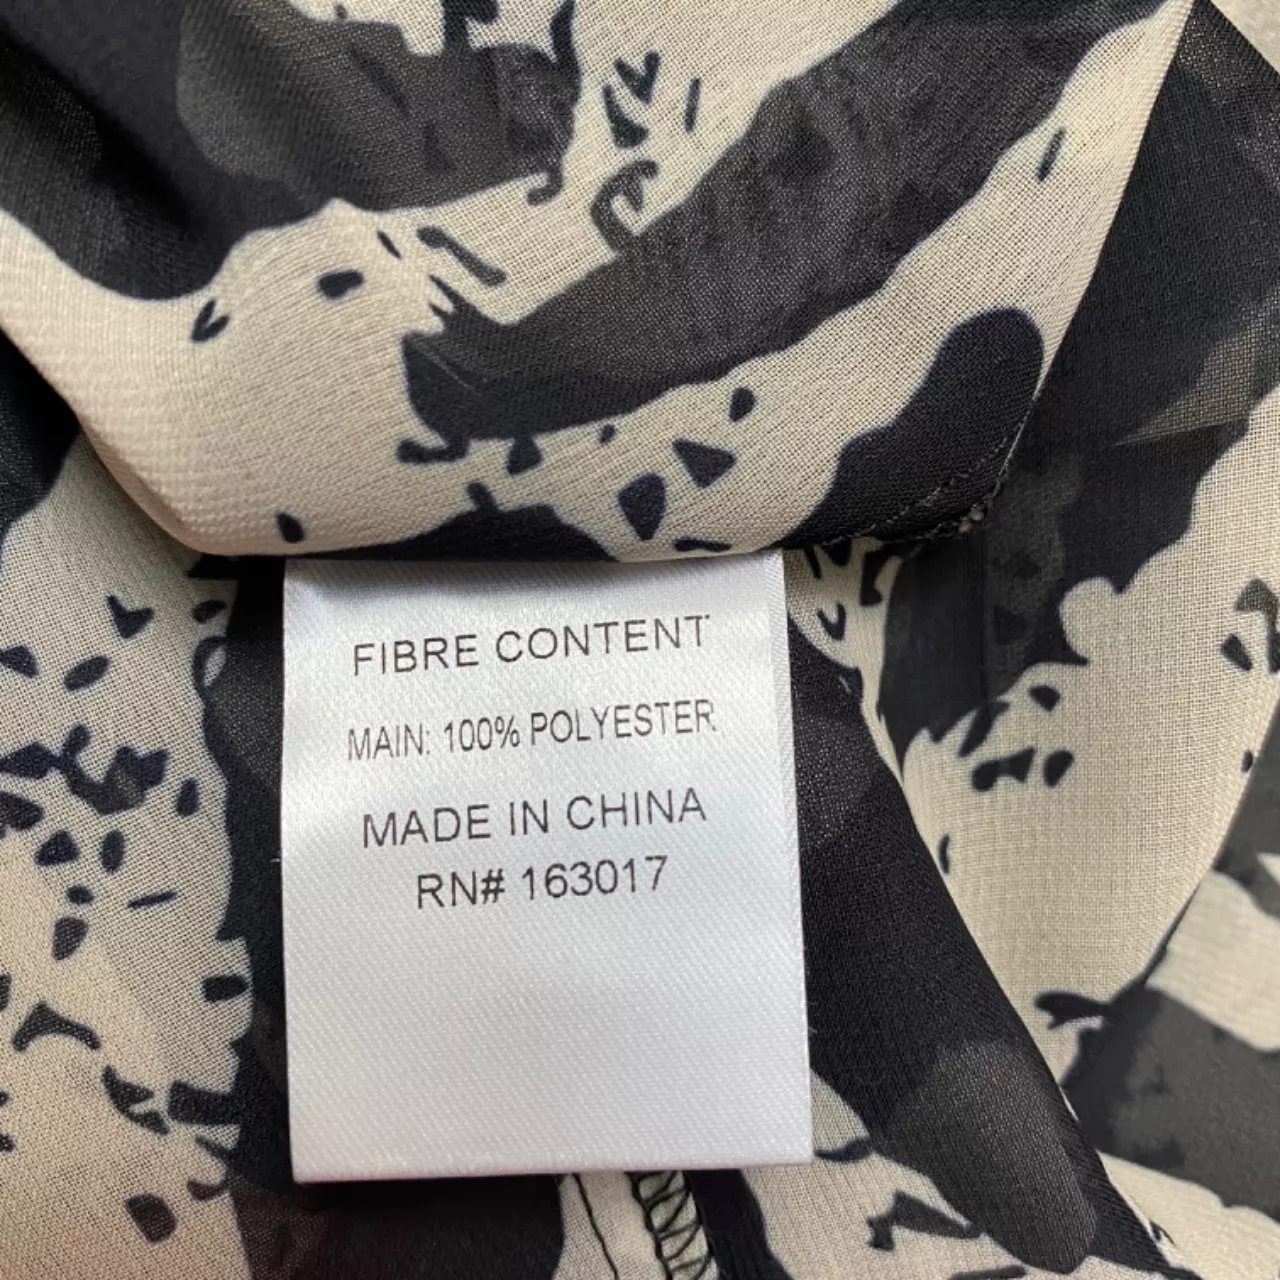 FIBRE CONTENT
MAIN: 100% POLYESTER
MADE IN CHINA
RN# 163017